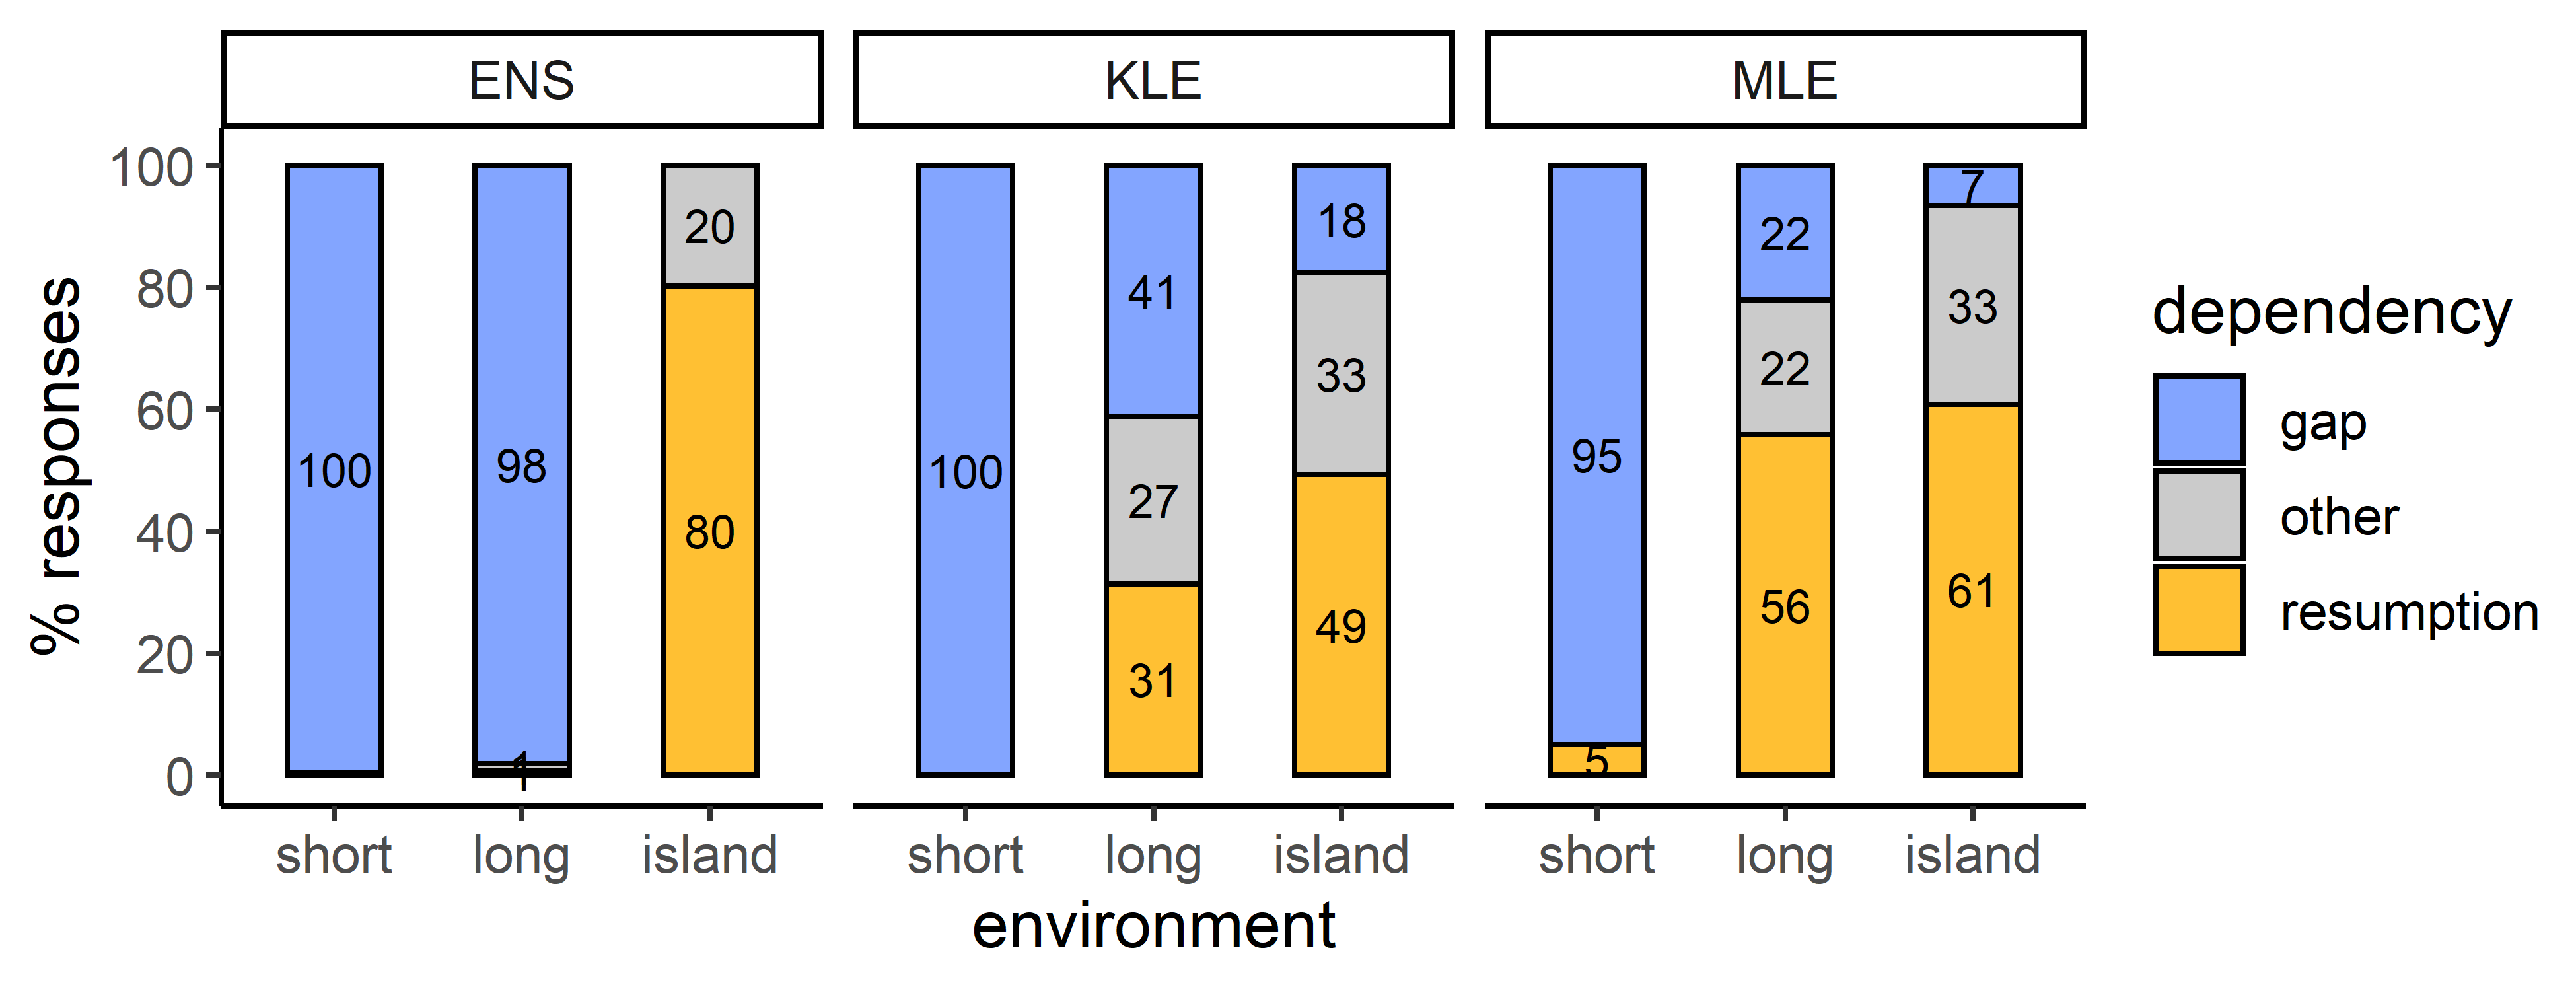 ENS KLE MLE
% responses
100
80
60
40
20
0
100 98 20 80
1
1
100 41 27 31 18 33 49
95 5 22 22 56 7 33 61
short long island short long island short long island
environment
dependency
gap
other
resumption